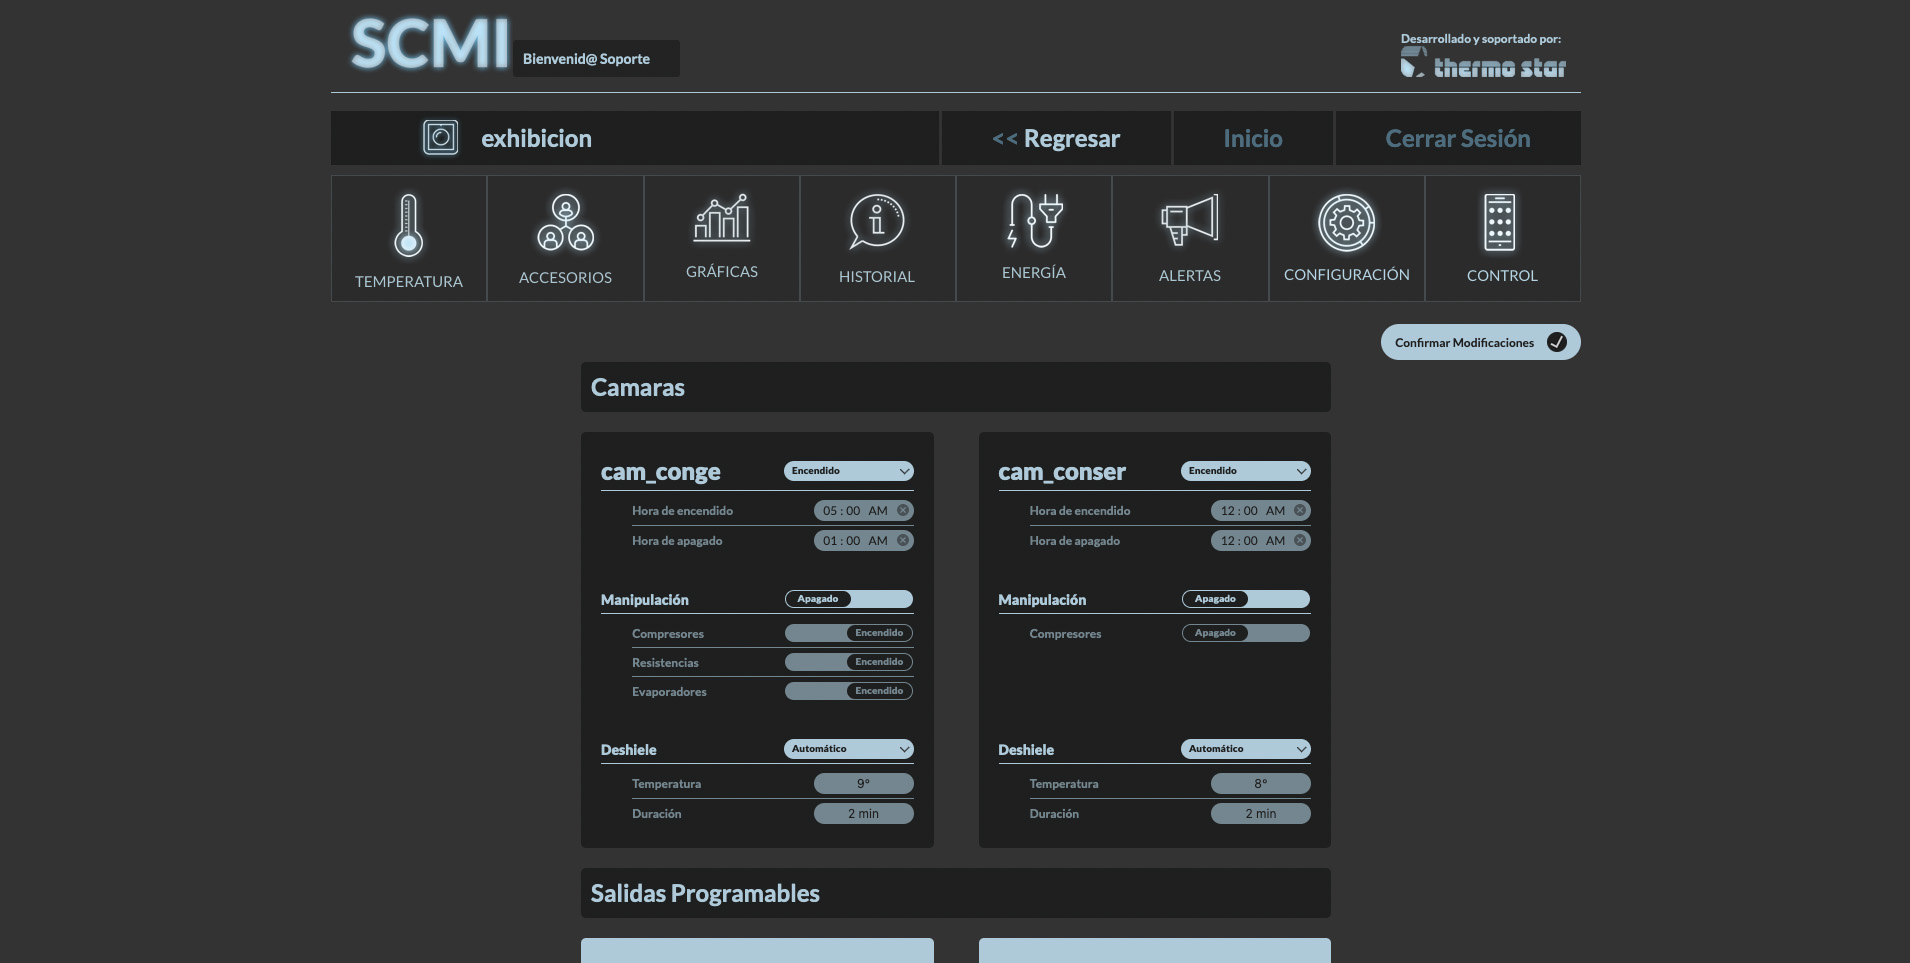 SCMI
Bienvenid@ Soporte
Desarrollado y soportado por:
thermo star
exhibicion
<< Regresar
Inicio
Cerrar Sesión
TEMPERATURA
ACCESORIOS
GRÁFICAS
HISTORIAL
ENERGÍA
ALERTAS
CONFIGURACIÓN
CONTROL
Confirmar Modificaciones
Camaras
cam_conge
Encendido
Hora de encendido
05 : 00 AM
Hora de apagado
01 : 00 AM
Manipulación
Apagado
Compresores
Encendido
Resistencias
Encendido
Evaporadores
Encendido
Deshiele
Automático
Temperatura
9°
Duración
2 min
cam_conser
Encendido
Hora de encendido
12 : 00 AM
Hora de apagado
12 : 00 AM
Manipulación
Apagado
Compresores
Apagado
Deshiele
Automático
Temperatura
8°
Duración
2 min
Salidas Programables